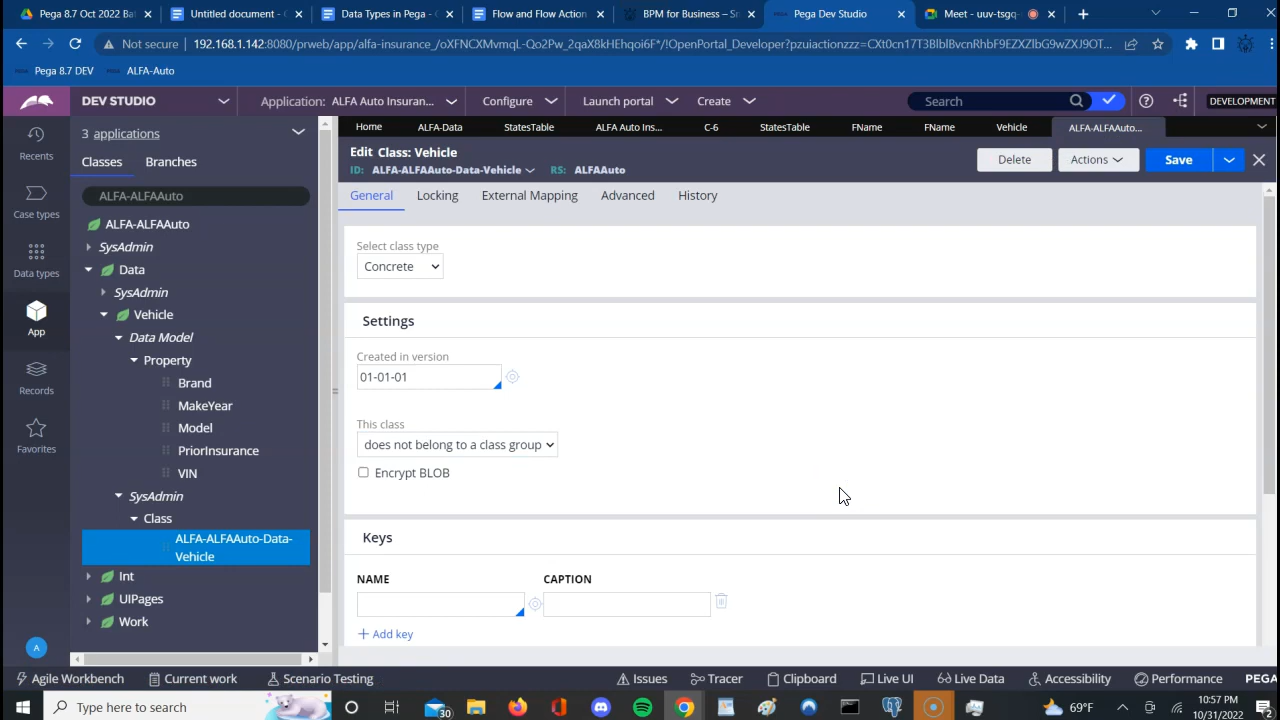 Pega 8.7 Oct 2022 Bat
Untitled document - G
Data Types in Pega - G
Flow and Flow Action
BPM for Business – Sn
Pega Dev Studio
Meet - uuv-tsgq
Not secure 192.168.1.142:8080/prweb/app/alfa-insurance_/oXFNCXMvmqL-Qo2Pw_2qaX8kHEhqoi6F*/!OpenPortal_Developer?pzuiactionzzz=CXt0cn17T3BlblBvcnRhbF9EZXZlbG9wZXJ9OT...
Pega 8.7 DEV
ALFA-Auto
DEV STUDIO
Application: ALFA Auto Insuran...
Configure
Launch portal
Create
Search
DEVELOPMENT
3 applications
Classes
Branches
ALFA-ALFAAuto
ALFA-ALFAAuto
SysAdmin
Data
SysAdmin
Vehicle
Data Model
Property
Brand
MakeYear
Model
PriorInsurance
VIN
SysAdmin
Class
ALFA-ALFAAuto-Data-
Vehicle
Int
UIPages
Work
Recents
Case types
Data types
App
Records
Favorites
A
Home
ALFA-Data
StatesTable
ALFA Auto Ins...
C-6
StatesTable
FName
FName
Vehicle
ALFA-ALFAAuto...
Edit Class: Vehicle
ID: ALFA-ALFAAuto-Data-Vehicle RS: ALFAAuto
Delete
Actions
Save
General
Locking
External Mapping
Advanced
History
Select class type
Concrete
Settings
Created in version
01-01-01
This class
does not belong to a class group
Encrypt BLOB
Keys
NAME
CAPTION
+ Add key
Agile Workbench
Current work
Scenario Testing
Issues
Tracer
Clipboard
Live UI
Live Data
Accessibility
Performance
PEGA
Type here to search
30
69°F
10:57 PM
10/31/2022